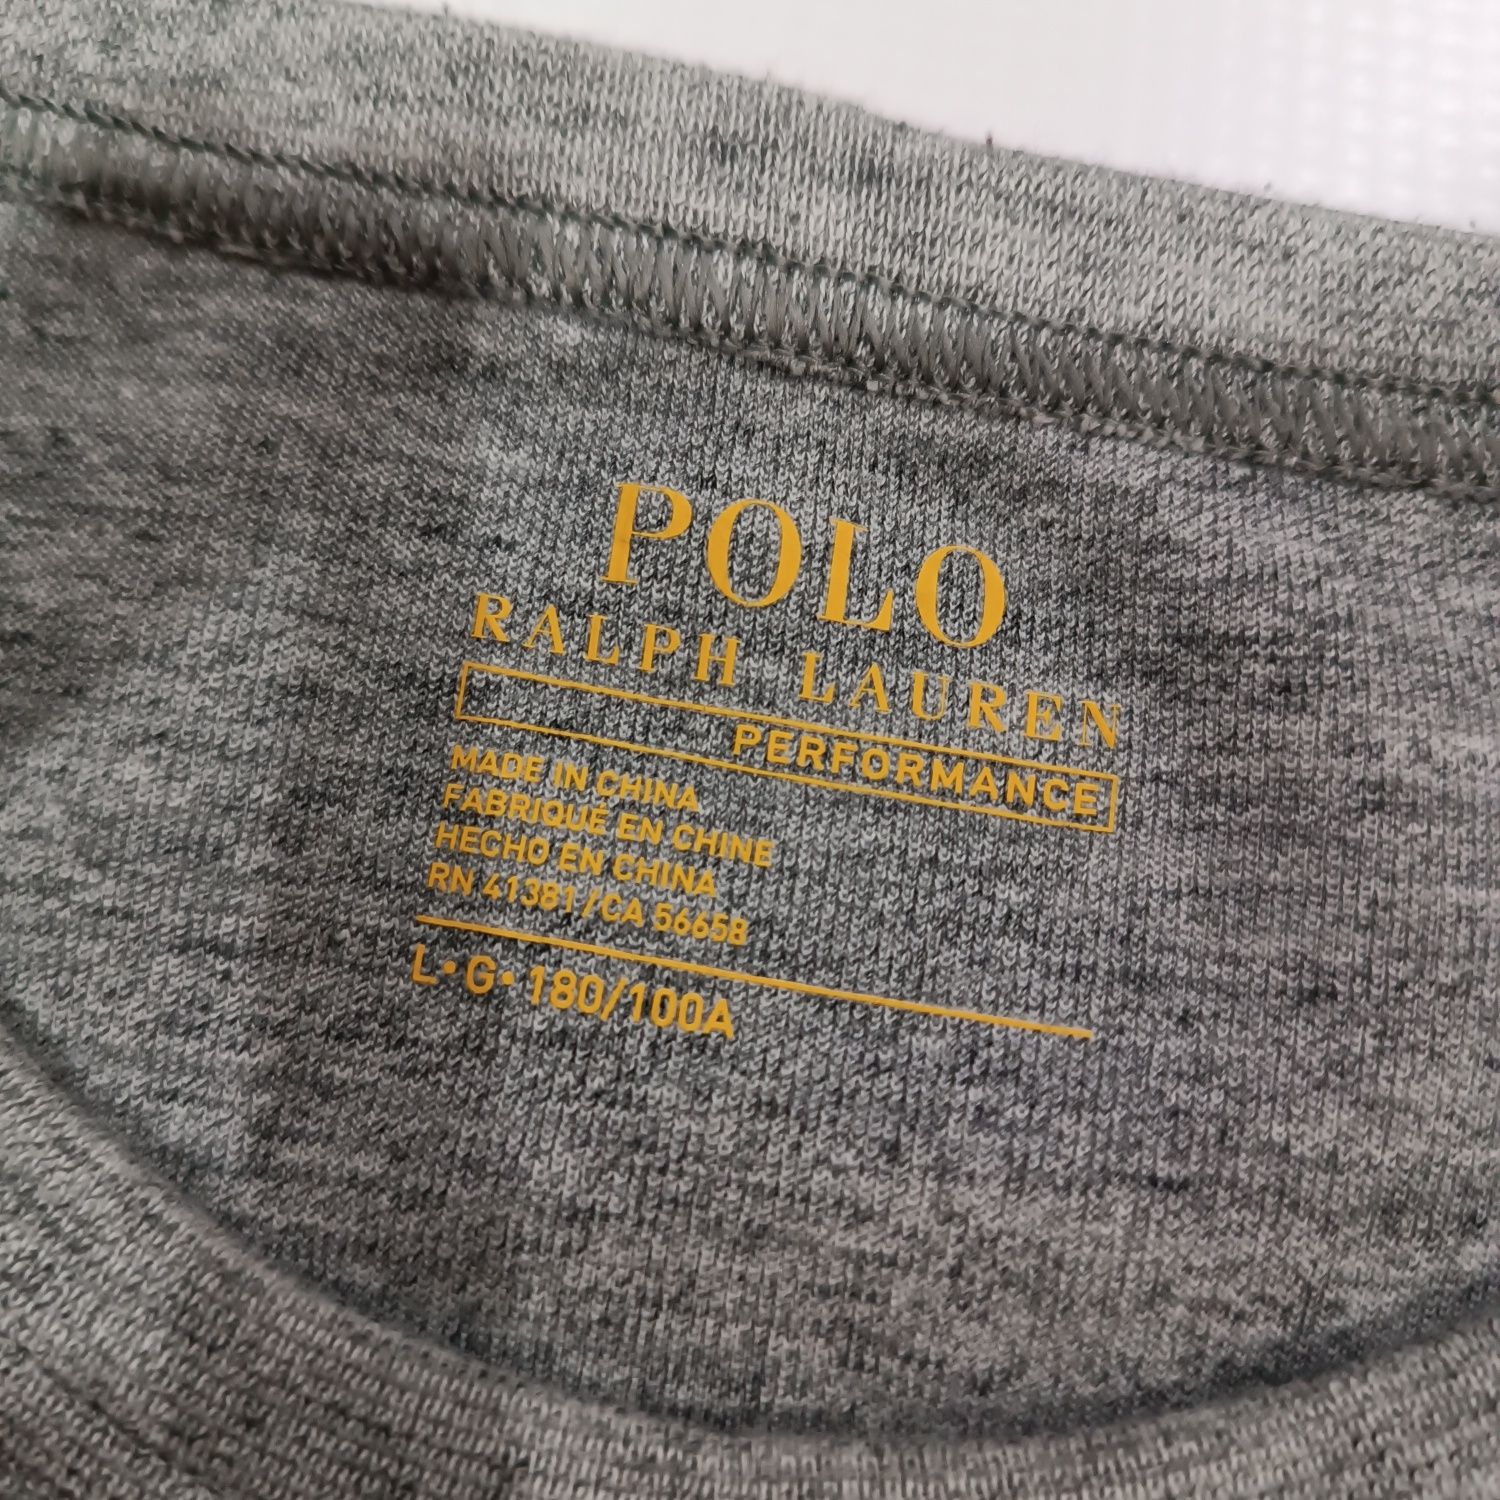 POLO
RALPH LAUREN
PERFORMANCE
MADE IN CHINA
FABRIQUÉ EN CHINE
HECHO EN CHINA
RN 41381/CA 56658
L•G•180/100A